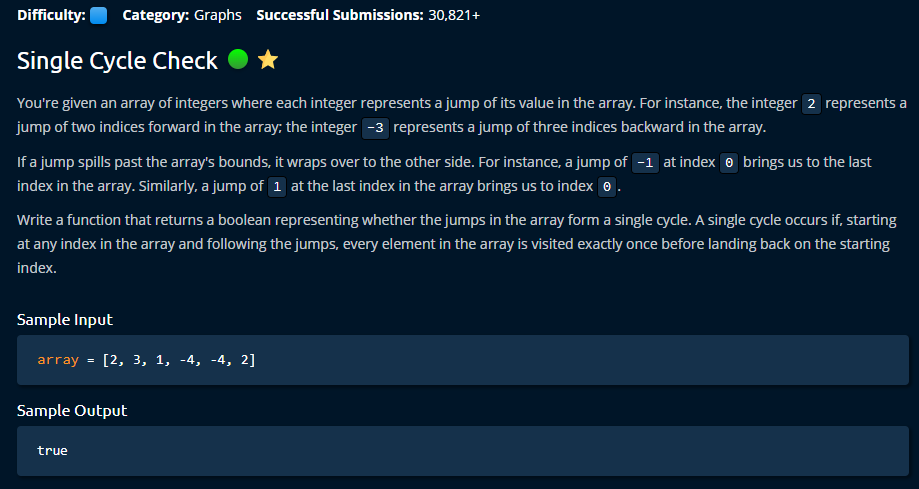 Difficulty: Category: Graphs Successful Submissions: 30,821+
Single Cycle Check
You're given an array of integers where each integer represents a jump of its value in the array. For instance, the integer 2 represents a
jump of two indices forward in the array; the integer -3 represents a jump of three indices backward in the array.
If a jump spills past the array's bounds, it wraps over to the other side. For instance, a jump of -1 at index 0 brings us to the last
index in the array. Similarly, a jump of 1 at the last index in the array brings us to index 0.
Write a function that returns a boolean representing whether the jumps in the array form a single cycle. A single cycle occurs if, starting
at any index in the array and following the jumps, every element in the array is visited exactly once before landing back on the starting
index.
Sample Input
array = [2, 3, 1, -4, -4, 2]
Sample Output
true